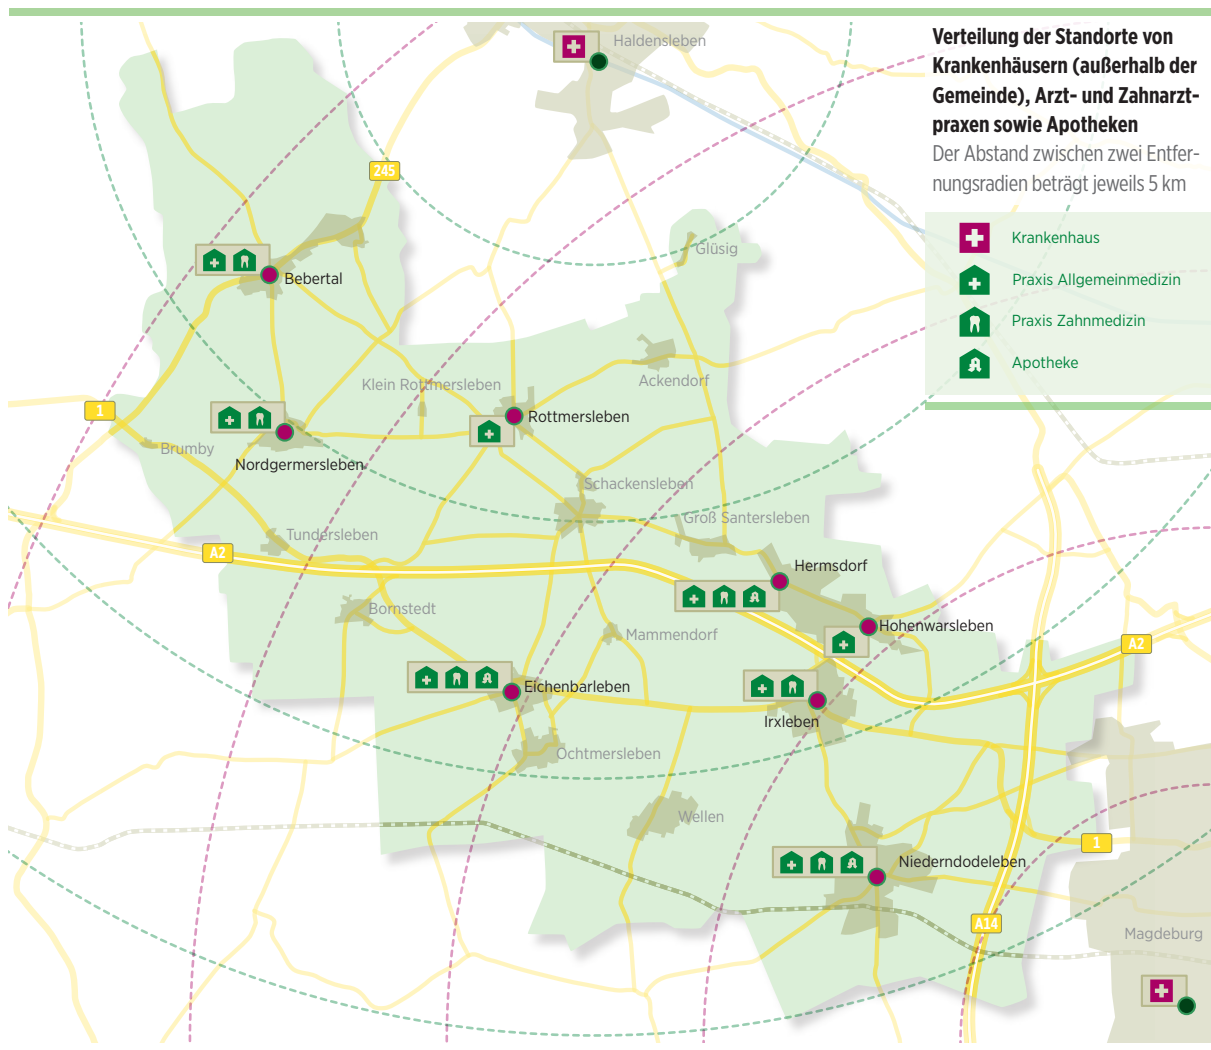 Verteilung der Standorte von
Krankenhäusern (außerhalb der
Gemeinde), Arzt- und Zahnarzt-
praxen sowie Apotheken
Der Abstand zwischen zwei Entfer-
nungsradien beträgt jeweils 5 km
Krankenhaus
Praxis Allgemeinmedizin
Praxis Zahnmedizin
Apotheke
Haldensleben
245
Glüsig
Bebertal
Klein Rottmersleben
Ackendorf
1
Rottmersleben
Brumby
Nordgermersleben
Schackensleben
Groß Santersleben
Tundersleben
A2
Hermsdorf
Bornstedt
Hohenwarsleben
Mammendorf
A2
Eichenbarleben
Irxleben
Ochtmersleben
Wellen
1
Niederndodeleben
A14
Magdeburg